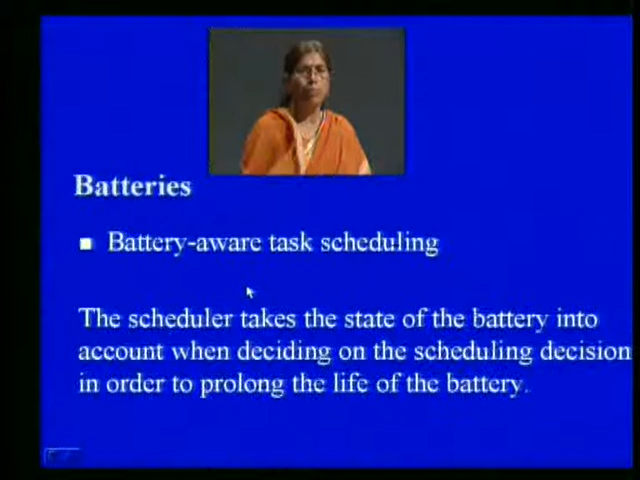 Batteries
Battery-aware task scheduling
The scheduler takes the state of the battery into
account when deciding on the scheduling decision
in order to prolong the life of the battery.